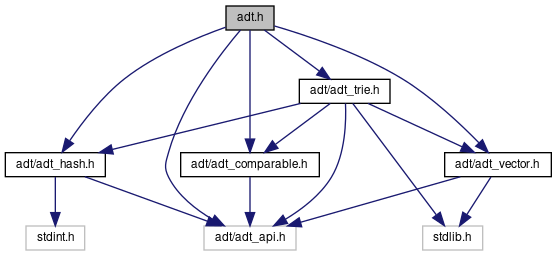 adt.h
adt/adt_trie.h
adt/adt_hash.h
adt/adt_comparable.h
adt/adt_vector.h
stdint.h
adt/adt_api.h
stdlib.h